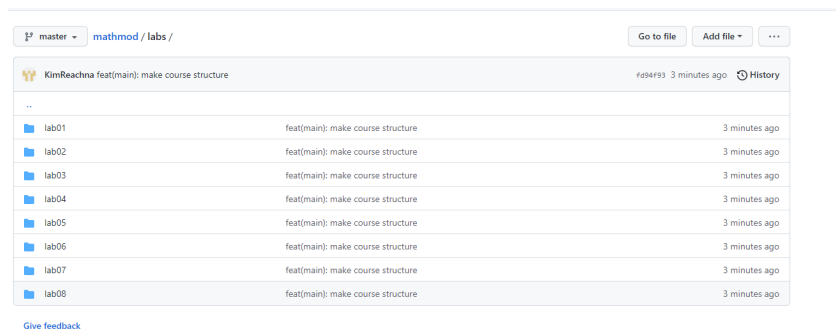 master mathmod / labs / Go to file Add file ...
KimReachna feat(main): make course structure fd94f93 3 minutes ago History
..
lab01 feat(main): make course structure 3 minutes ago
lab02 feat(main): make course structure 3 minutes ago
lab03 feat(main): make course structure 3 minutes ago
lab04 feat(main): make course structure 3 minutes ago
lab05 feat(main): make course structure 3 minutes ago
lab06 feat(main): make course structure 3 minutes ago
lab07 feat(main): make course structure 3 minutes ago
lab08 feat(main): make course structure 3 minutes ago
Give feedback